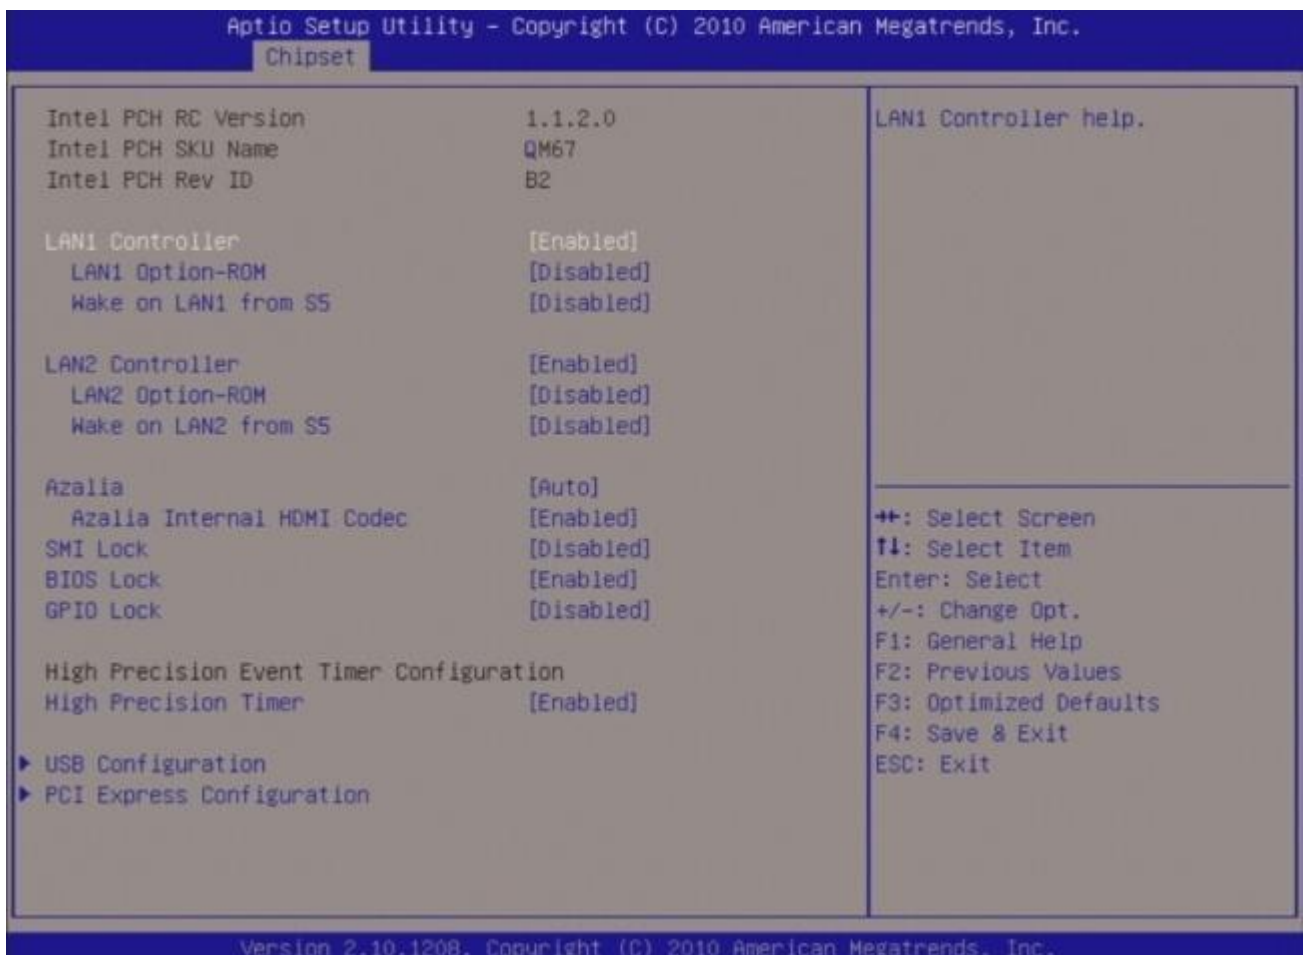 Aptio Setup Utility – Copyright (C) 2010 American Megatrends, Inc.
Chipset
Intel PCH RC Version 1.1.2.0
Intel PCH SKU Name QM67
Intel PCH Rev ID B2
LAN1 Controller [Enabled]
LAN1 Option-ROM [Disabled]
Wake on LAN1 from S5 [Disabled]
LAN2 Controller [Enabled]
LAN2 Option-ROM [Disabled]
Wake on LAN2 from S5 [Disabled]
Azalia [Auto]
Azalia Internal HDMI Codec [Enabled]
SMI Lock [Disabled]
BIOS Lock [Enabled]
GPIO Lock [Disabled]
High Precision Event Timer Configuration
High Precision Timer [Enabled]
► USB Configuration
► PCI Express Configuration
LAN1 Controller help.
→←: Select Screen
↑↓: Select Item
Enter: Select
+/-: Change Opt.
F1: General Help
F2: Previous Values
F3: Optimized Defaults
F4: Save & Exit
ESC: Exit
Version 2.10.1208. Copyright (C) 2010 American Megatrends, Inc.